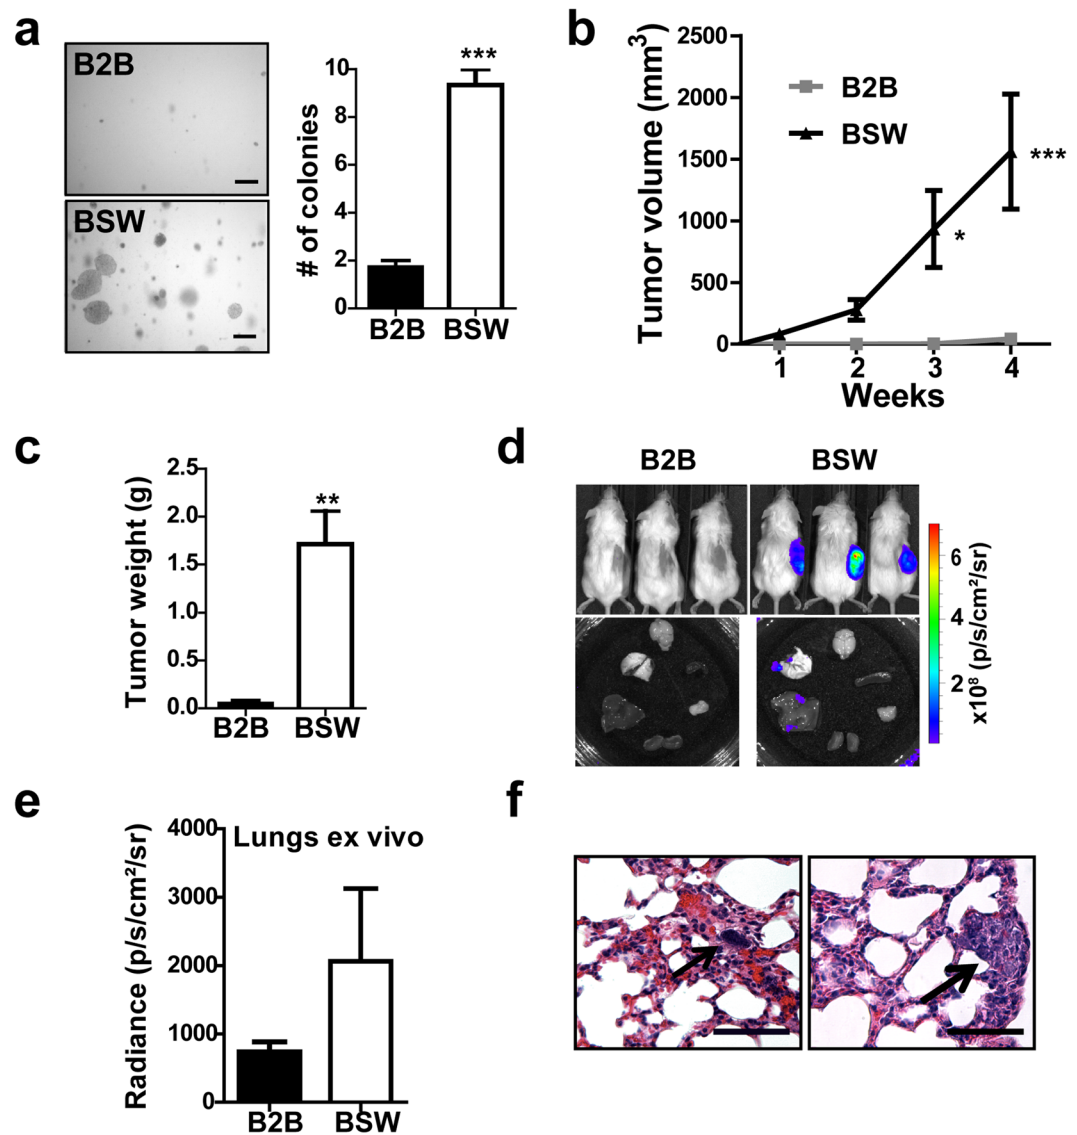 a
B2B
BSW
# of colonies
10
8
6
4
2
0
***
B2B
BSW
b
Tumor volume (mm³)
2500
2000
1500
1000
500
0
B2B
BSW
*
***
1
2
3
4
Weeks
c
Tumor weight (g)
2.5
2.0
1.5
1.0
0.5
0.0
**
B2B
BSW
d
B2B
BSW
6
4
2
x10⁸ (p/s/cm²/sr)
e
Radiance (p/s/cm²/sr)
4000
3000
2000
1000
0
Lungs ex vivo
B2B
BSW
f